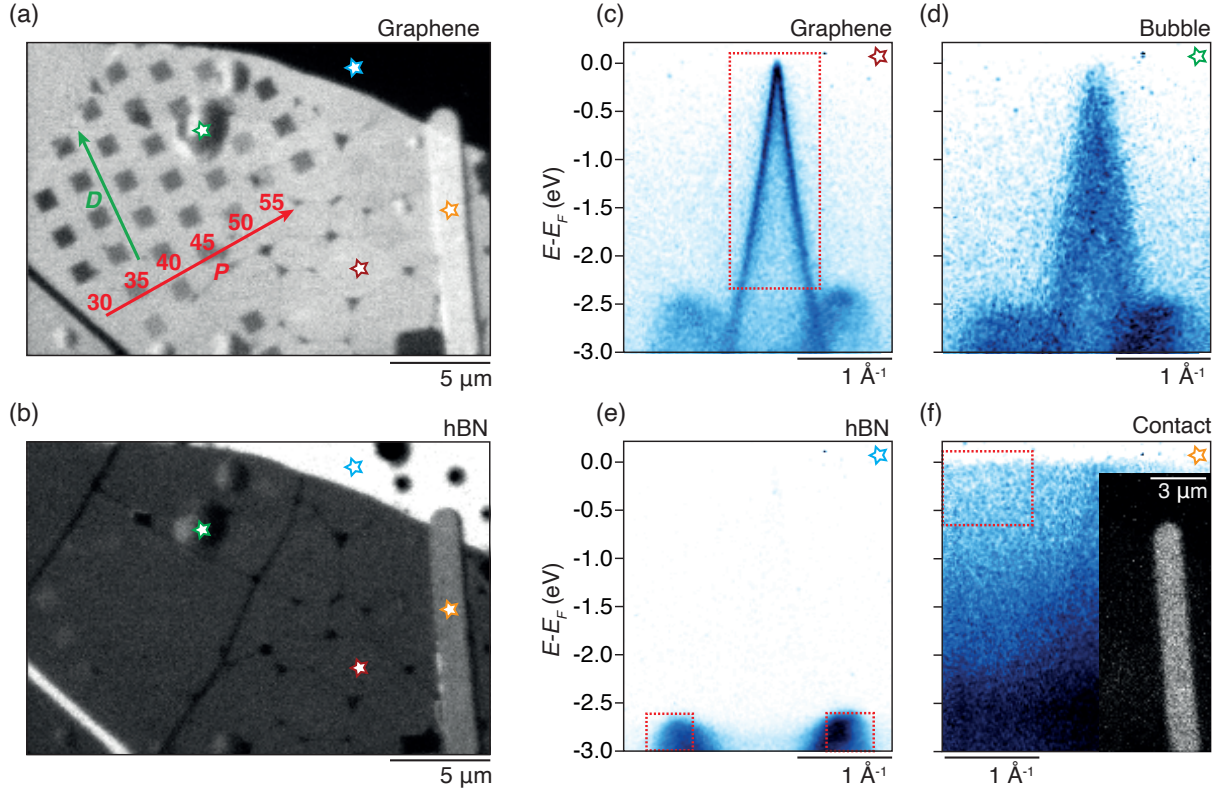 (a)
Graphene
D
30
35
40
45
50
55
P
5 μm
(b)
hBN
5 μm
(c)
Graphene
E-E_F (eV)
0.0
-0.5
-1.0
-1.5
-2.0
-2.5
-3.0
1 Å⁻¹
(d)
Bubble
1 Å⁻¹
(e)
hBN
E-E_F (eV)
0.0
-0.5
-1.0
-1.5
-2.0
-2.5
-3.0
1 Å⁻¹
(f)
Contact
3 μm
1 Å⁻¹